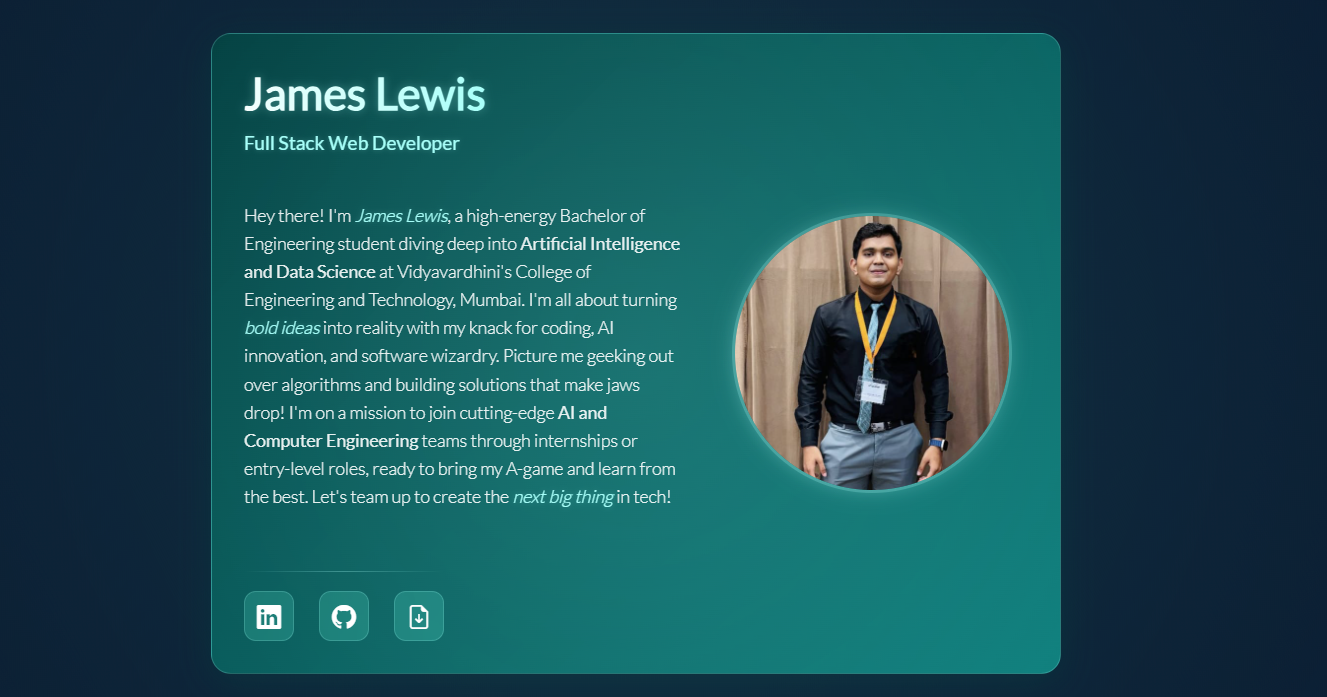 James Lewis
Full Stack Web Developer
Hey there! I'm James Lewis, a high-energy Bachelor of
Engineering student diving deep into Artificial Intelligence
and Data Science at Vidyavardhini's College of
Engineering and Technology, Mumbai. I'm all about turning
bold ideas into reality with my knack for coding, AI
innovation, and software wizardry. Picture me geeking out
over algorithms and building solutions that make jaws
drop! I'm on a mission to join cutting-edge AI and
Computer Engineering teams through internships or
entry-level roles, ready to bring my A-game and learn from
the best. Let's team up to create the next big thing in tech!
in